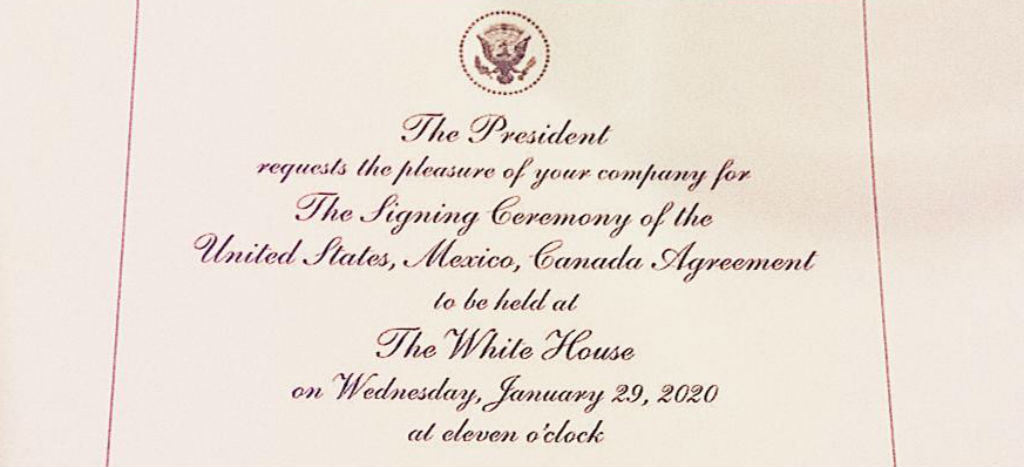 The President
requests the pleasure of your company for
The Signing Ceremony of the
United States, Mexico, Canada Agreement
to be held at
The White House
on Wednesday, January 29, 2020
at eleven o'clock